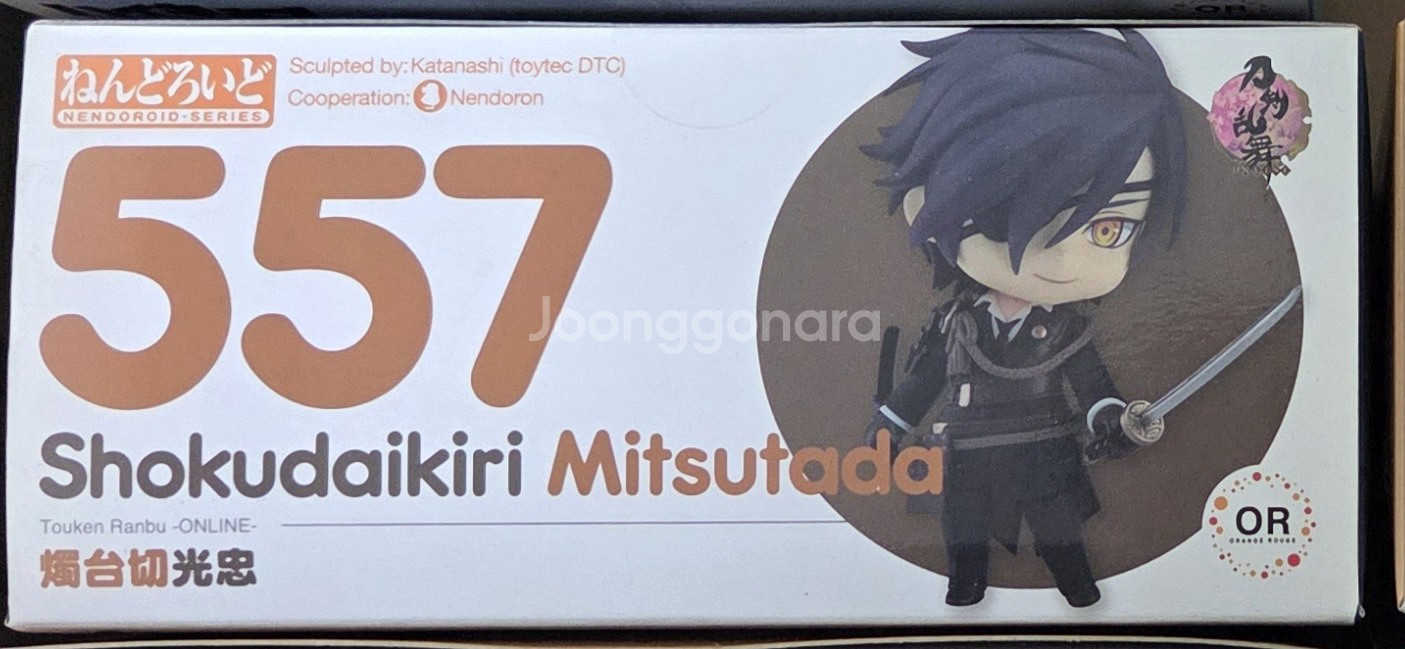 OR
ねんどろいど
NENDOROID·SERIES
Sculpted by: Katanashi (toytec DTC)
Cooperation: Nendoron
557
刀剣乱舞
Joonggonara
Shokudaikiri Mitsutada
Touken Ranbu -ONLINE-
燭台切光忠
OR
ORANGE ROUGE